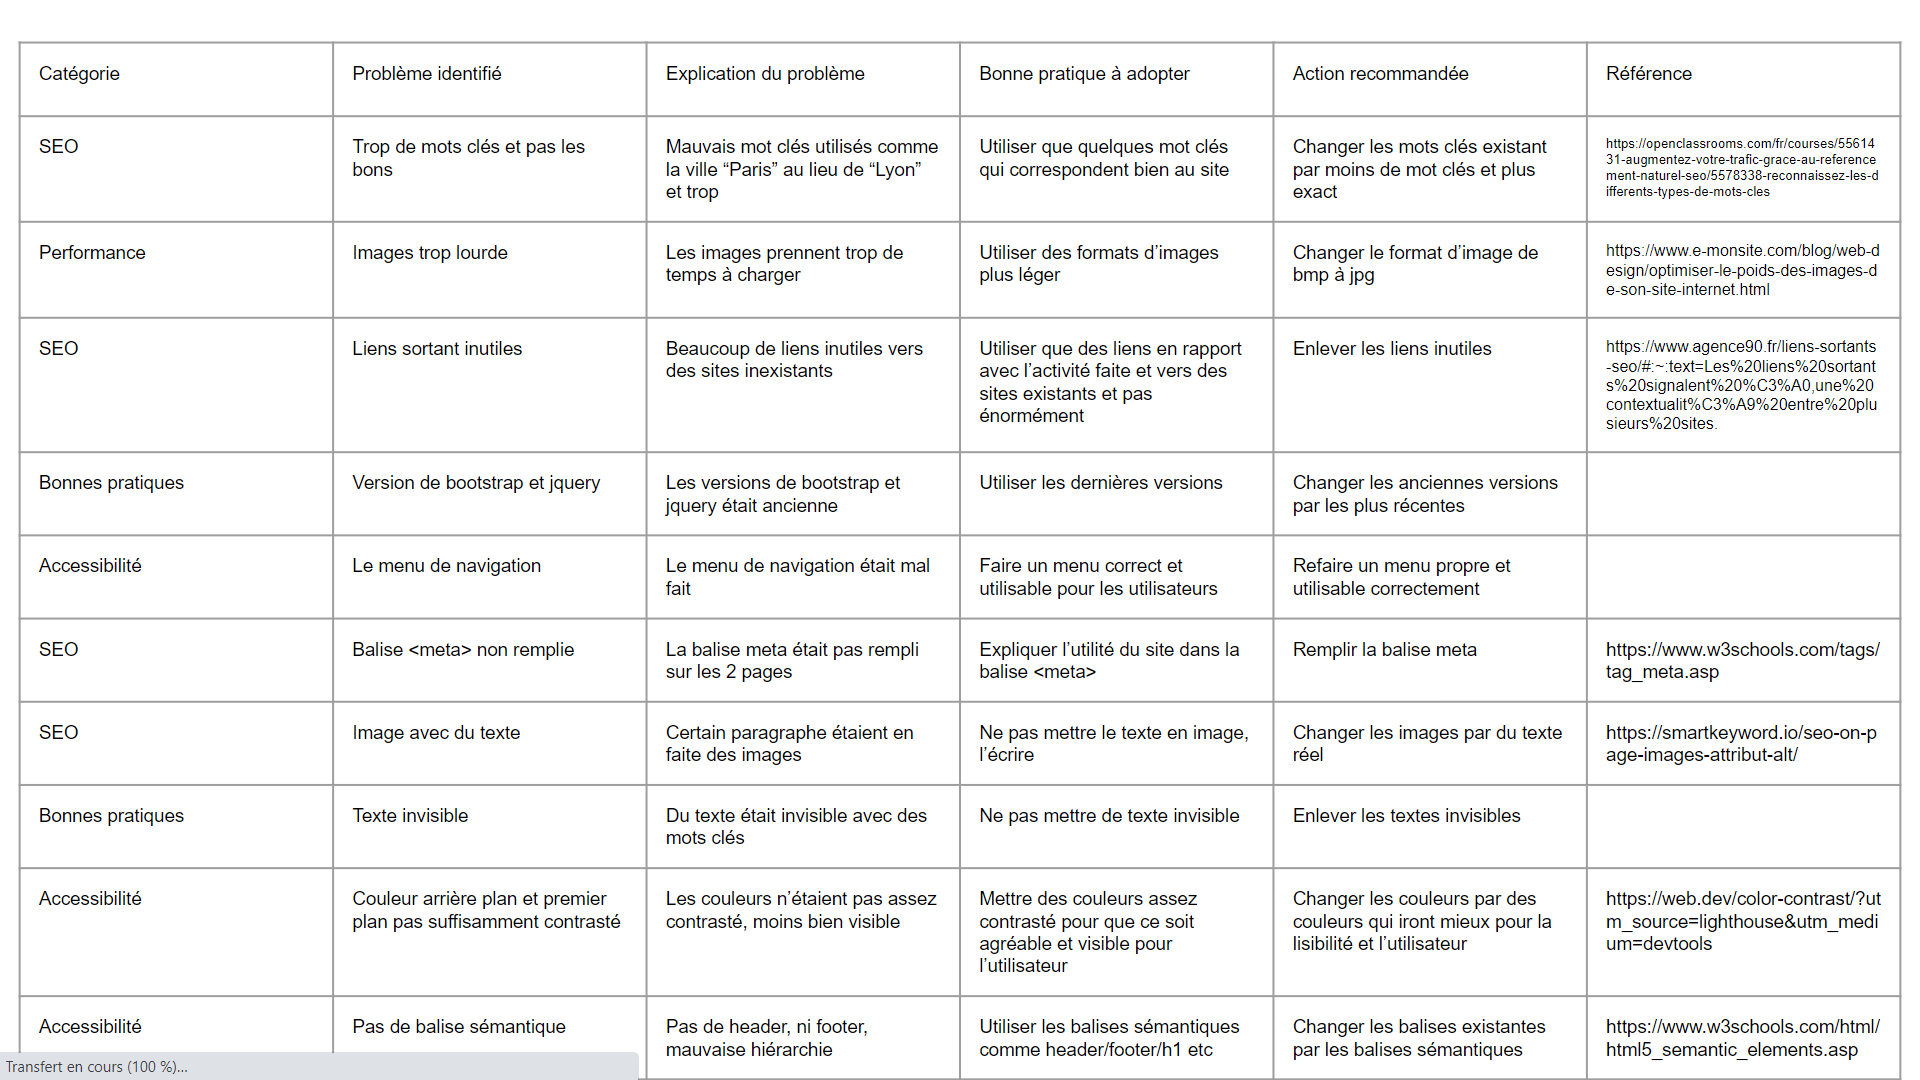 Catégorie
Problème identifié
Explication du problème
Bonne pratique à adopter
Action recommandée
Référence
SEO
Trop de mots clés et pas les
bons
Mauvais mot clés utilisés comme
la ville “Paris” au lieu de “Lyon”
et trop
Utiliser que quelques mot clés
qui correspondent bien au site
Changer les mots clés existant
par moins de mot clés et plus
exact
https://openclassrooms.com/fr/courses/55614
31-augmentez-votre-trafic-grace-au-reference
ment-naturel-seo/5578338-reconnaissez-les-d
ifferents-types-de-mots-cles
Performance
Images trop lourde
Les images prennent trop de
temps à charger
Utiliser des formats d’images
plus léger
Changer le format d’image de
bmp à jpg
https://www.e-monsite.com/blog/web-d
esign/optimiser-le-poids-des-images-d
e-son-site-internet.html
SEO
Liens sortant inutiles
Beaucoup de liens inutiles vers
des sites inexistants
Utiliser que des liens en rapport
avec l’activité faite et vers des
sites existants et pas
énormément
Enlever les liens inutiles
https://www.agence90.fr/liens-sortants
-seo/#:~:text=Les%20liens%20sortant
s%20signalent%20%C3%A0,une%20
contextualit%C3%A9%20entre%20plu
sieurs%20sites.
Bonnes pratiques
Version de bootstrap et jquery
Les versions de bootstrap et
jquery était ancienne
Utiliser les dernières versions
Changer les anciennes versions
par les plus récentes
Accessibilité
Le menu de navigation
Le menu de navigation était mal
fait
Faire un menu correct et
utilisable pour les utilisateurs
Refaire un menu propre et
utilisable correctement
SEO
Balise <meta> non remplie
La balise meta était pas rempli
sur les 2 pages
Expliquer l’utilité du site dans la
balise <meta>
Remplir la balise meta
https://www.w3schools.com/tags/
tag_meta.asp
SEO
Image avec du texte
Certain paragraphe étaient en
faite des images
Ne pas mettre le texte en image,
l’écrire
Changer les images par du texte
réel
https://smartkeyword.io/seo-on-p
age-images-attribut-alt/
Bonnes pratiques
Texte invisible
Du texte était invisible avec des
mots clés
Ne pas mettre de texte invisible
Enlever les textes invisibles
Accessibilité
Couleur arrière plan et premier
plan pas suffisamment contrasté
Les couleurs n’étaient pas assez
contrasté, moins bien visible
Mettre des couleurs assez
contrasté pour que ce soit
agréable et visible pour
l’utilisateur
Changer les couleurs par des
couleurs qui iront mieux pour la
lisibilité et l’utilisateur
https://web.dev/color-contrast/?ut
m_source=lighthouse&utm_medi
um=devtools
Accessibilité
Pas de balise sémantique
Pas de header, ni footer,
mauvaise hiérarchie
Utiliser les balises sémantiques
comme header/footer/h1 etc
Changer les balises existantes
par les balises sémantiques
https://www.w3schools.com/html/
html5_semantic_elements.asp
Transfert en cours (100 %)...